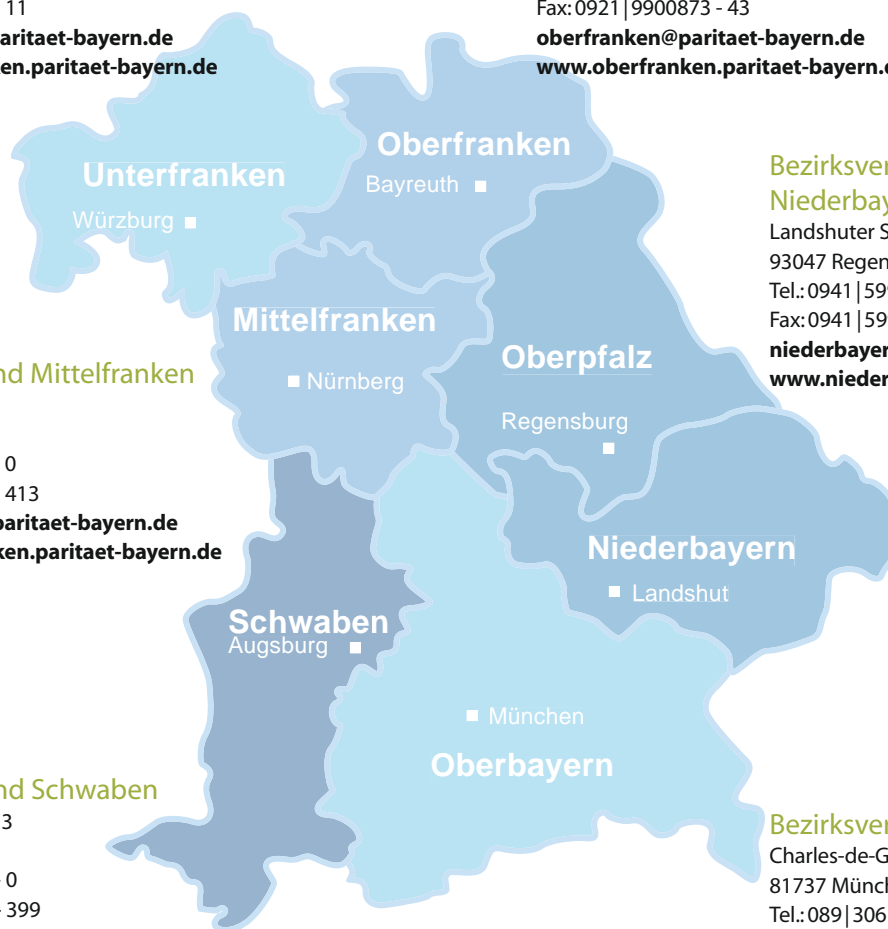 11
aritaet-bayern.de
en.paritaet-bayern.de
Fax: 0921 | 9900873 - 43
oberfranken@paritaet-bayern.de
www.oberfranken.paritaet-bayern.d
Oberfranken
Bayreuth
Unterfranken
Würzburg
Bezirksver
Niederbay
Landshuter S
93047 Regen
Tel.: 0941 | 59
Fax: 0941 | 59
niederbayer
www.nieder
Mittelfranken
Nürnberg
Oberpfalz
Regensburg
nd Mittelfranken
0
413
paritaet-bayern.de
ken.paritaet-bayern.de
Niederbayern
Landshut
Schwaben
Augsburg
München
Oberbayern
nd Schwaben
3
0
399
Bezirksver
Charles-de-G
81737 Münch
Tel.: 089 | 306